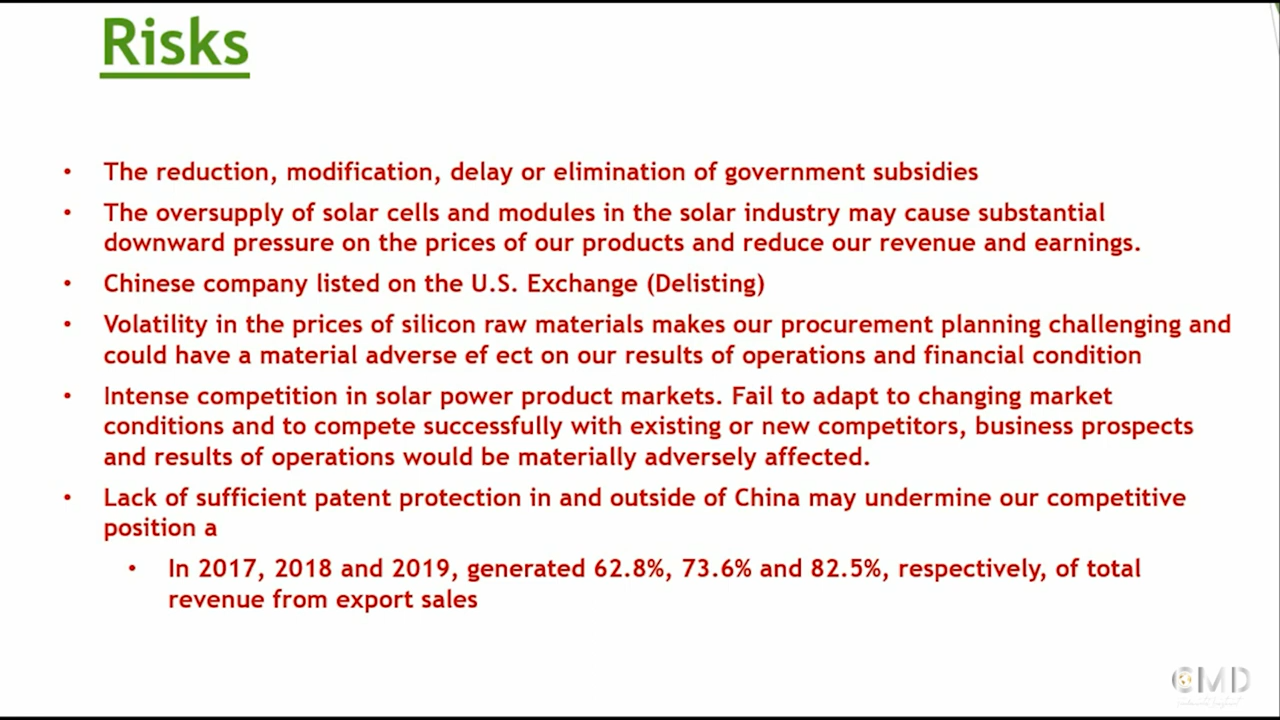 Risks
• The reduction, modification, delay or elimination of government subsidies
• The oversupply of solar cells and modules in the solar industry may cause substantial
downward pressure on the prices of our products and reduce our revenue and earnings.
• Chinese company listed on the U.S. Exchange (Delisting)
• Volatility in the prices of silicon raw materials makes our procurement planning challenging and
could have a material adverse ef ect on our results of operations and financial condition
• Intense competition in solar power product markets. Fail to adapt to changing market
conditions and to compete successfully with existing or new competitors, business prospects
and results of operations would be materially adversely affected.
• Lack of sufficient patent protection in and outside of China may undermine our competitive
position a
• In 2017, 2018 and 2019, generated 62.8%, 73.6% and 82.5%, respectively, of total
revenue from export sales
CMD